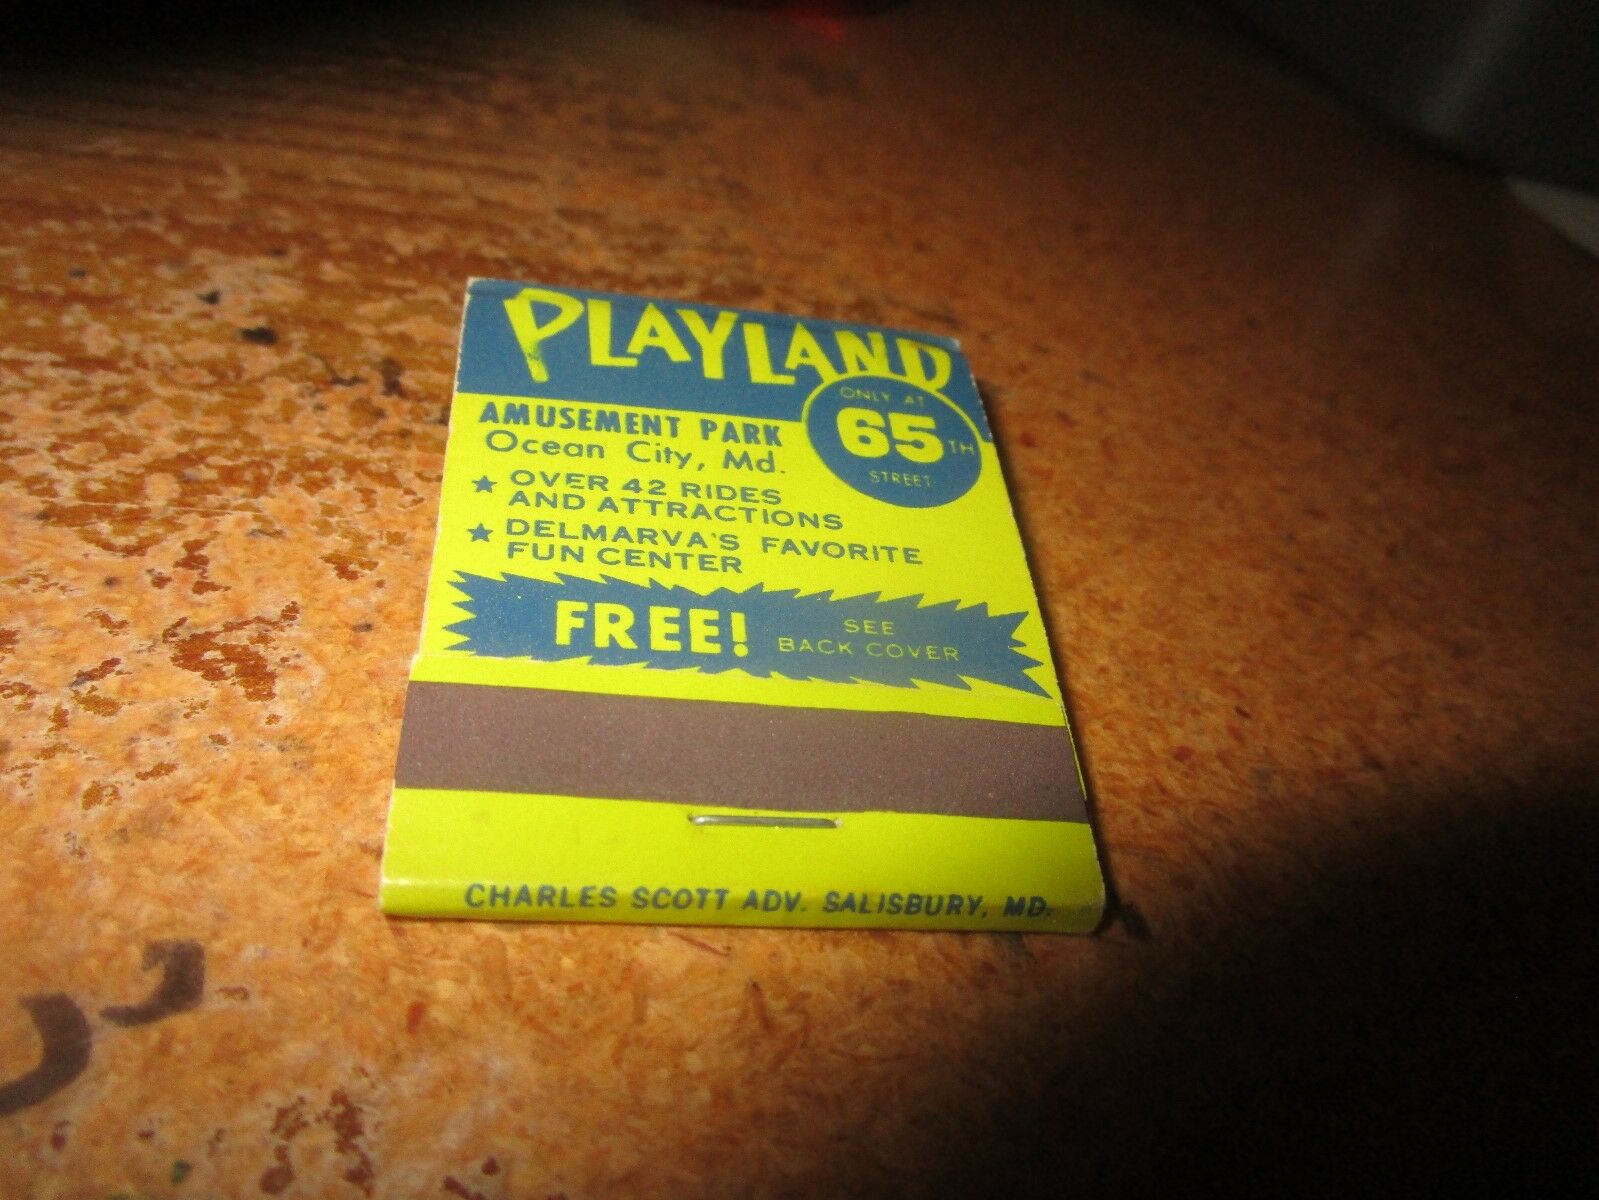 PLAYLAND
ONLY AT
65TH
STREET
AMUSEMENT PARK
Ocean City, Md.
★ OVER 42 RIDES
AND ATTRACTIONS
★ DELMARVA'S FAVORITE
FUN CENTER
FREE!
SEE
BACK COVER
CHARLES SCOTT ADV. SALISBURY, MD.